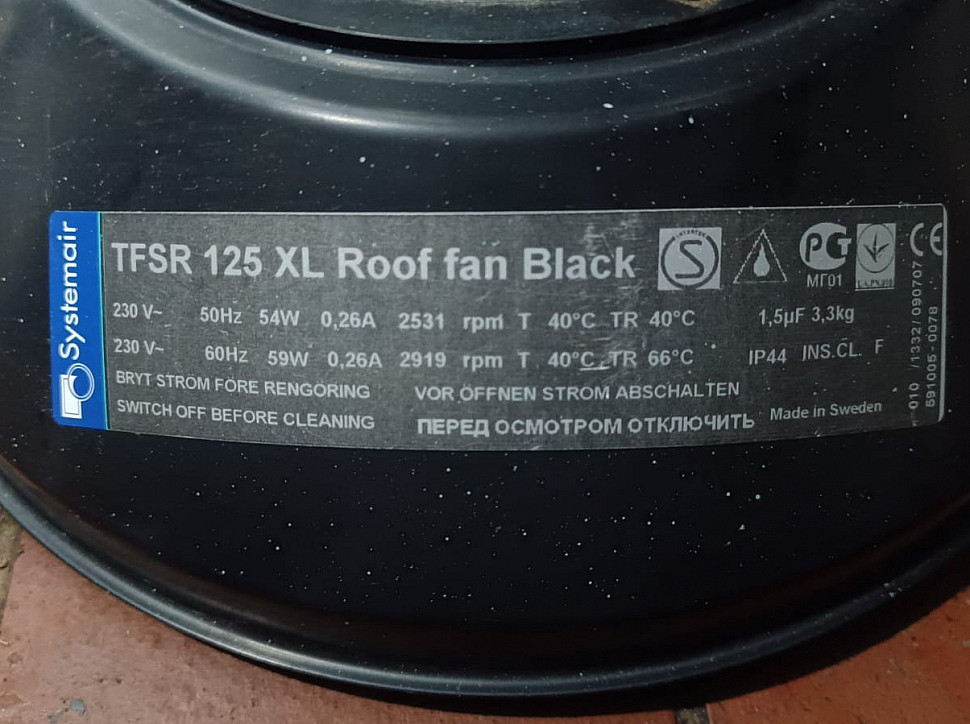 Systemair
TFSR 125 XL Roof fan Black
INTERTEK
S
PG
МГ01
CE
230 V~ 50Hz 54W 0,26A 2531 rpm T 40°C TR 40°C 1,5µF 3,3kg
230 V~ 60Hz 59W 0,26A 2919 rpm T 40°C TR 66°C IP44 INS.CL. F
BRYT STROM FÖRE RENGÖRING VOR ÖFFNEN STROM ABSCHALTEN
SWITCH OFF BEFORE CLEANING ПЕРЕД ОСМОТРОМ ОТКЛЮЧИТЬ Made in Sweden
010 /1332/090707
591005-0078